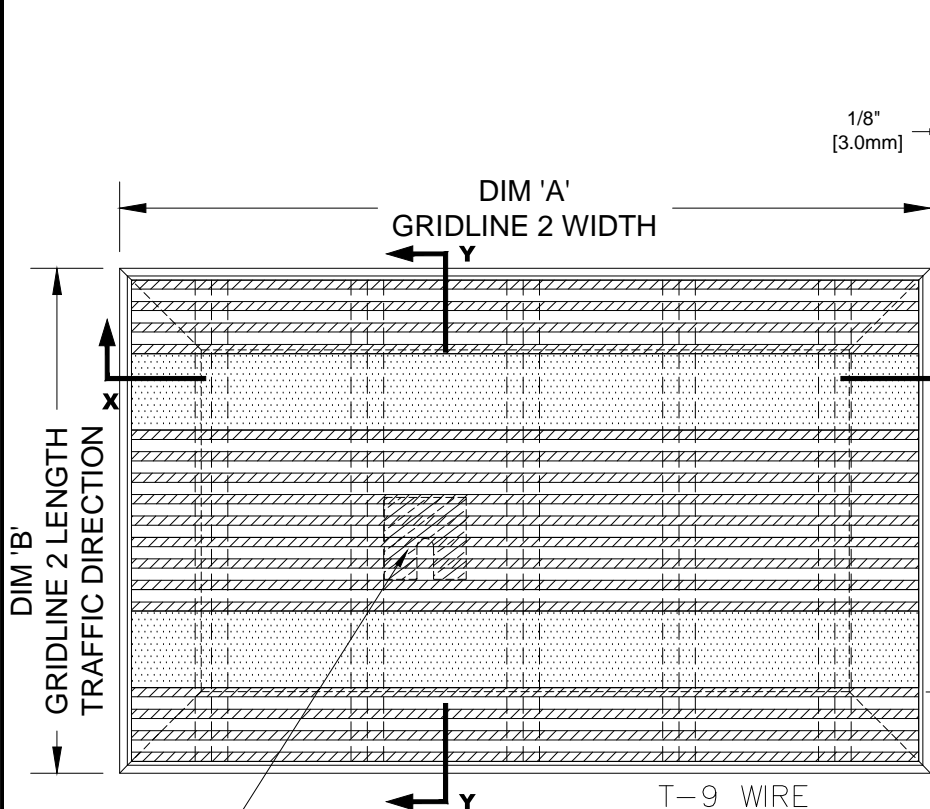 1/8"
[3.0mm]
DIM 'A'
GRIDLINE 2 WIDTH
Y
X
DIM 'B'
GRIDLINE 2 LENGTH
TRAFFIC DIRECTION
Y
T-9 WIRE